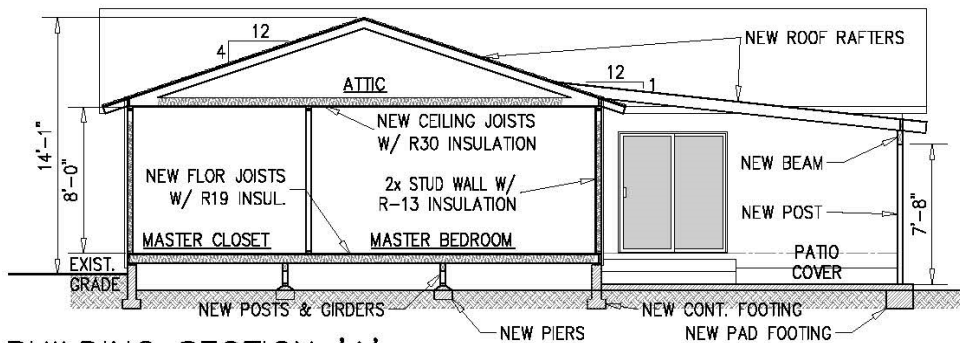 12
4
12
1
NEW ROOF RAFTERS
ATTIC
14'-1"
8'-0"
NEW CEILING JOISTS
W/ R30 INSULATION
NEW FLOR JOISTS
W/ R19 INSUL.
2x STUD WALL W/
R-13 INSULATION
NEW BEAM
NEW POST
7'-8"
MASTER CLOSET
MASTER BEDROOM
PATIO
COVER
EXIST.
GRADE
NEW POSTS & GIRDERS
NEW CONT. FOOTING
NEW PIERS
NEW PAD FOOTING
BUILDING SECTION 'A'